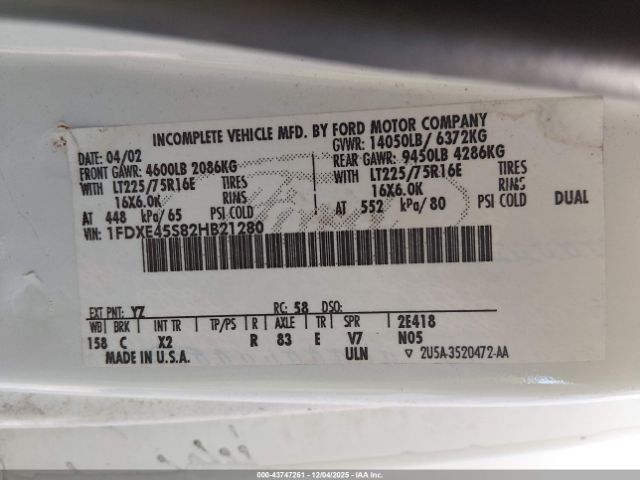 INCOMPLETE VEHICLE MFD. BY FORD MOTOR COMPANY
DATE: 04/02 GVWR: 14050LB/ 6372KG
FRONT GAWR: 4600LB 2086KG REAR GAWR: 9450LB 4286KG
WITH LT225/75R16E TIRES WITH LT225/75R16E TIRES
16X6.0K RINS 16X6.0K RINS DUAL
AT 448 kPa/ 65 PSI COLD AT 552 kPa/ 80 PSI COLD
VIN: 1FDXE45S82HB21280
EXT PNT: YZ RC: 58 DSO:
WB BRK INT TR TP/PS R AXLE TR SPR 2E418
158 C X2 R 83 E V7 N05
MADE IN U.S.A. ULN ▽ 2U5A-3520472-AA
000-43747261 - 12/04/2025 - IAAI.com